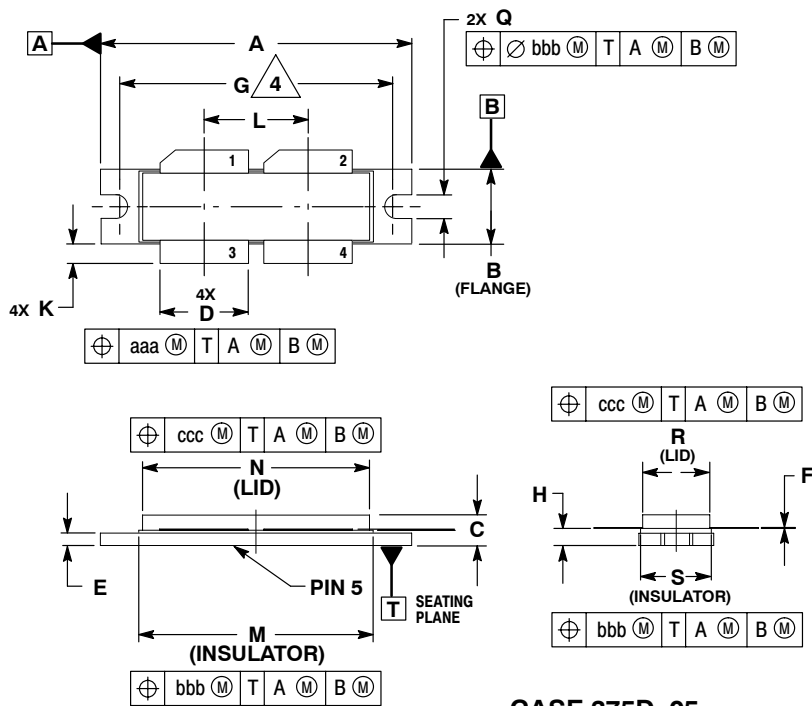 A
A
2X Q
⌖ ∅ bbb Ⓜ T A Ⓜ B Ⓜ
G 4
L
B
1 2
3 4
B
(FLANGE)
4X K
4X
D
⌖ aaa Ⓜ T A Ⓜ B Ⓜ
⌖ ccc Ⓜ T A Ⓜ B Ⓜ
N
(LID)
C
E
PIN 5
T SEATING
PLANE
M
(INSULATOR)
⌖ bbb Ⓜ T A Ⓜ B Ⓜ
⌖ ccc Ⓜ T A Ⓜ B Ⓜ
R
(LID)
F
H
S
(INSULATOR)
⌖ bbb Ⓜ T A Ⓜ B Ⓜ